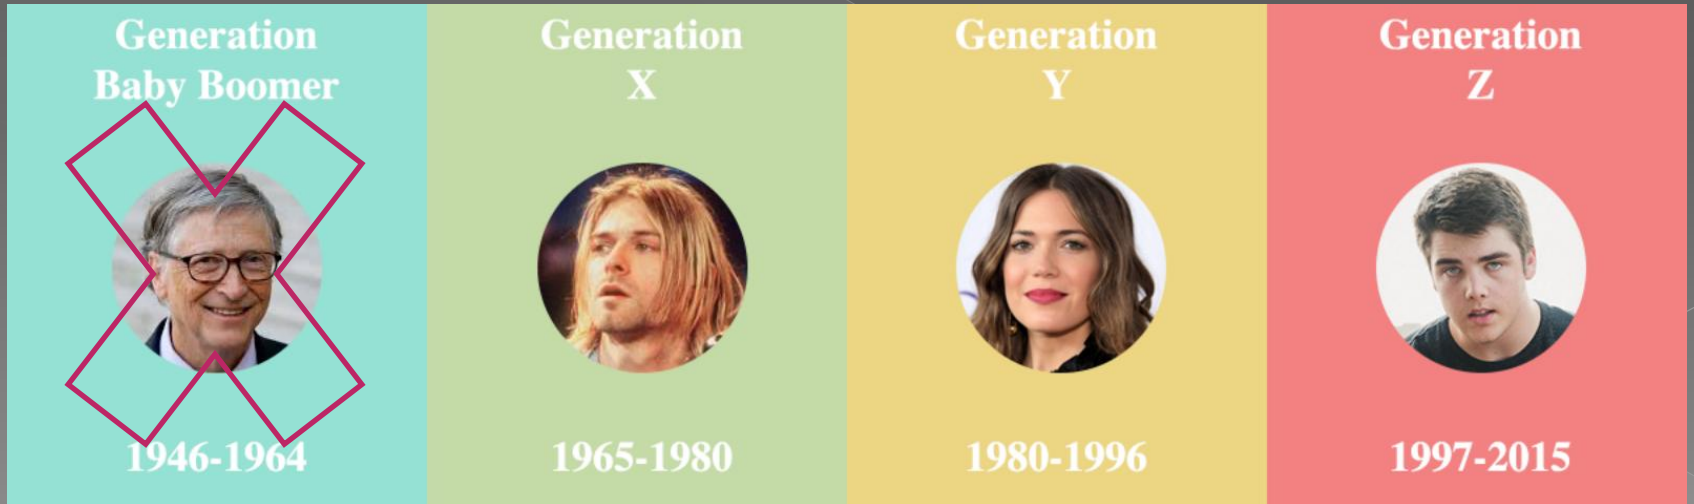 Generation
Baby Boomer
1946-1964
Generation
X
1965-1980
Generation
Y
1980-1996
Generation
Z
1997-2015